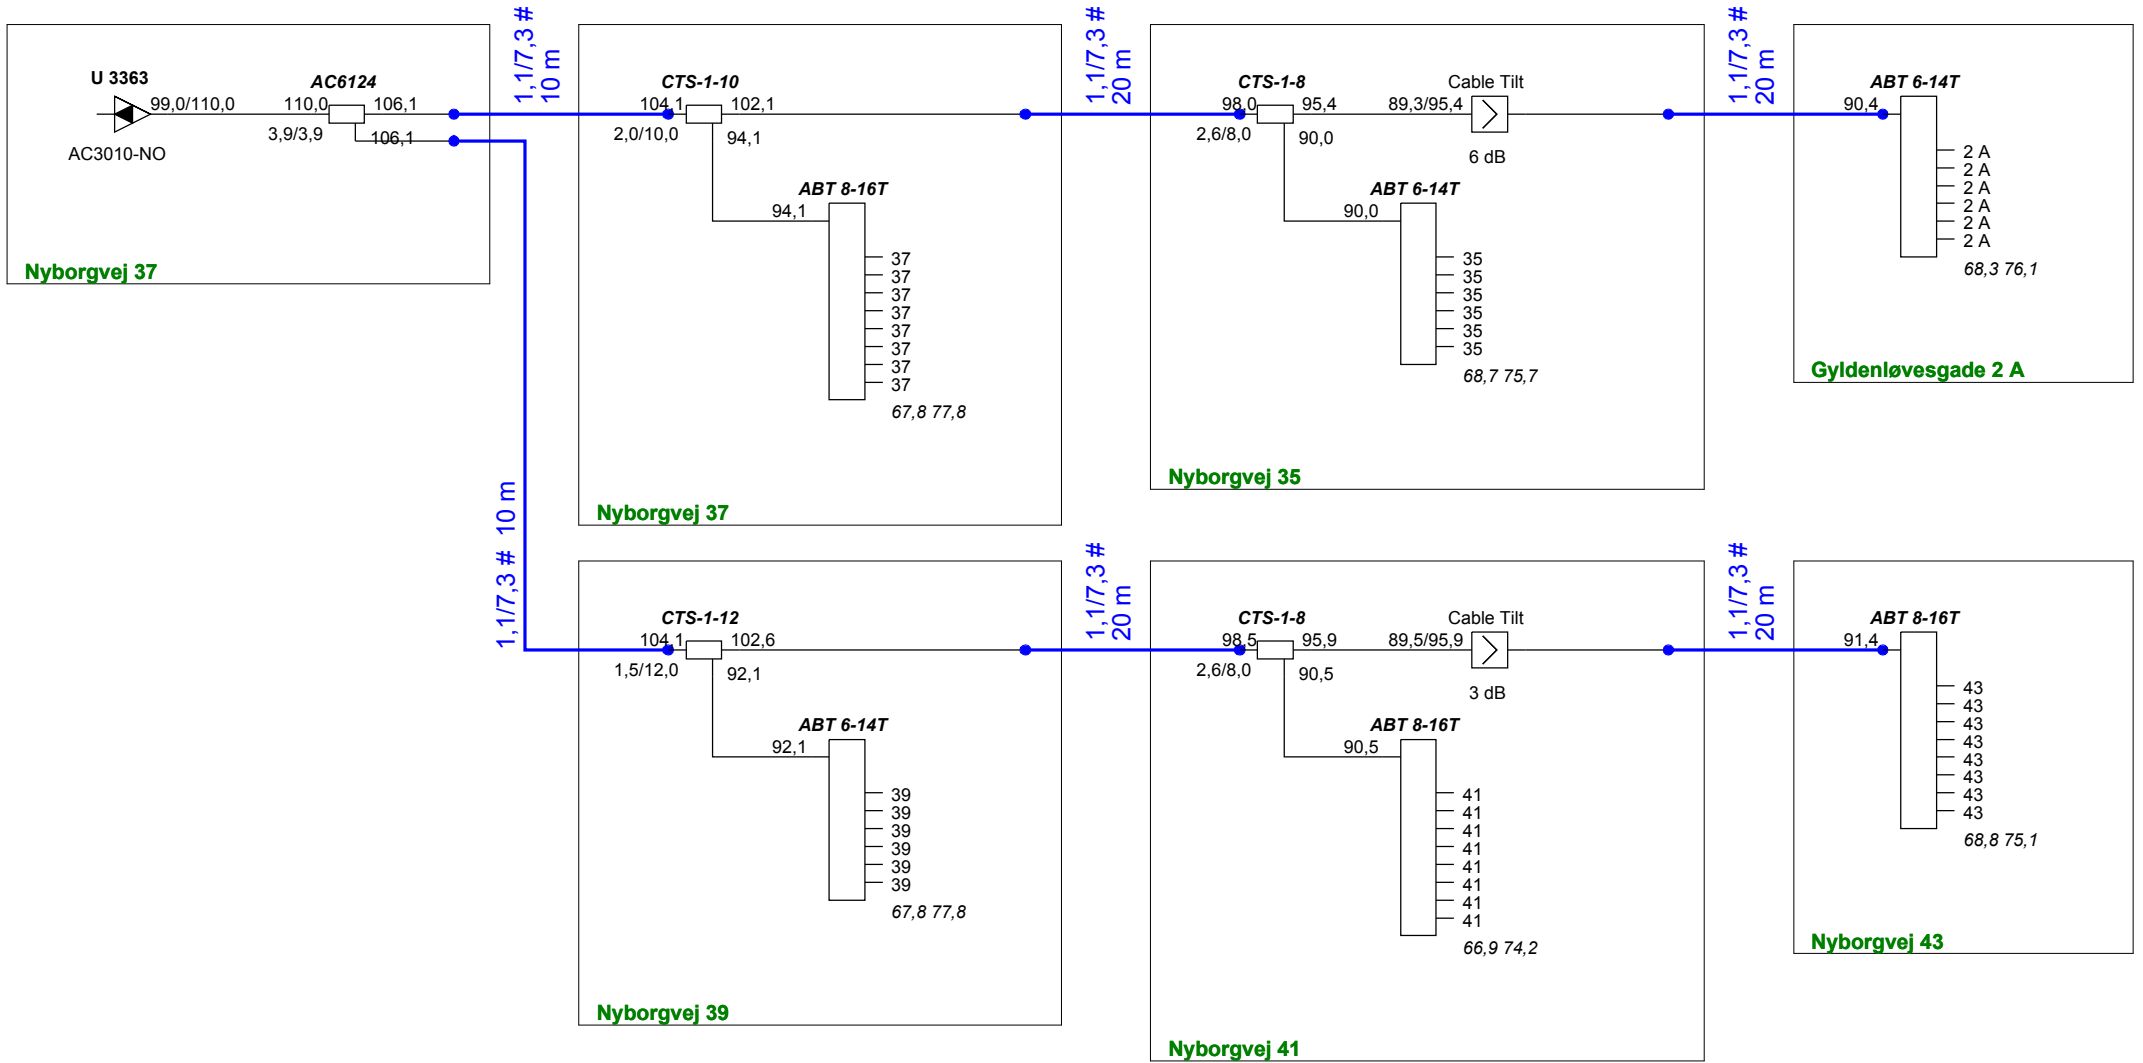 U 3363
99,0/110,0
AC3010-NO
AC6124
110,0
106,1
3,9/3,9
106,1
Nyborgvej 37
1,1/7,3 #
10 m
CTS-1-10
104,1
102,1
2,0/10,0
94,1
ABT 8-16T
94,1
37
37
37
37
37
37
37
37
67,8 77,8
Nyborgvej 37
1,1/7,3 #
20 m
CTS-1-8
98,0
95,4
2,6/8,0
90,0
Cable Tilt
89,3/95,4
6 dB
ABT 6-14T
90,0
35
35
35
35
35
35
68,7 75,7
Nyborgvej 35
1,1/7,3 #
20 m
ABT 6-14T
90,4
2 A
2 A
2 A
2 A
2 A
2 A
68,3 76,1
Gyldenløvesgade 2 A
1,1/7,3 # 10 m
CTS-1-12
104,1
102,6
1,5/12,0
92,1
ABT 6-14T
92,1
39
39
39
39
39
39
67,8 77,8
Nyborgvej 39
1,1/7,3 #
20 m
CTS-1-8
98,5
95,9
2,6/8,0
90,5
Cable Tilt
89,5/95,9
3 dB
ABT 8-16T
90,5
41
41
41
41
41
41
41
41
66,9 74,2
Nyborgvej 41
1,1/7,3 #
20 m
ABT 8-16T
91,4
43
43
43
43
43
43
43
43
68,8 75,1
Nyborgvej 43